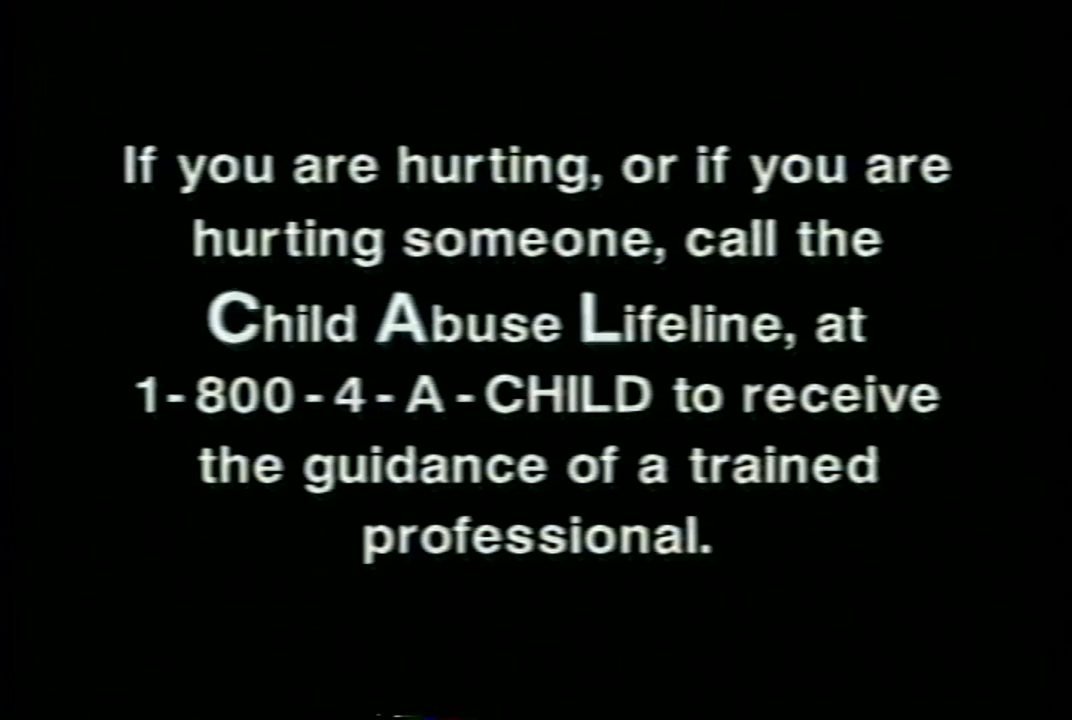 If you are hurting, or if you are
hurting someone, call the
Child Abuse Lifeline, at
1-800-4-A-CHILD to receive
the guidance of a trained
professional.